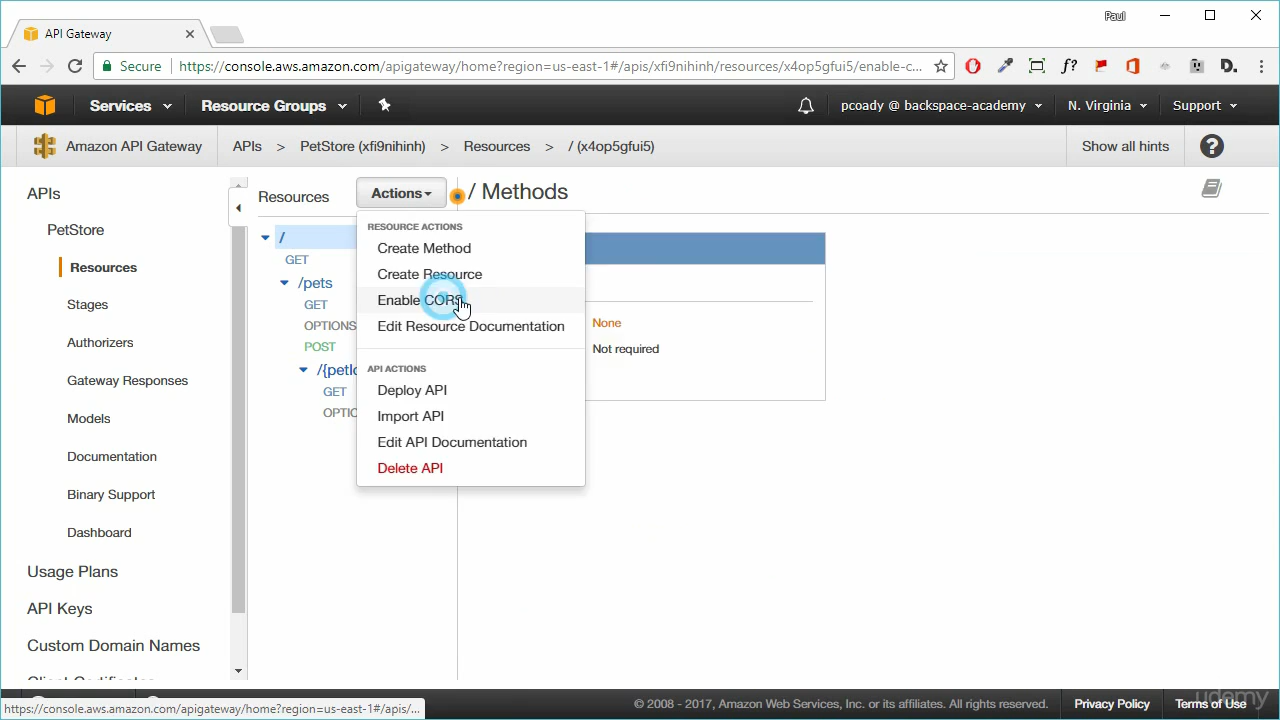 Paul
API Gateway
Secure https://console.aws.amazon.com/apigateway/home?region=us-east-1#/apis/xfi9nihinh/resources/x4op5gfui5/enable-c...
Services Resource Groups pcoady @ backspace-academy N. Virginia Support
Amazon API Gateway APIs > PetStore (xfi9nihinh) > Resources > / (x4op5gfui5) Show all hints
APIs
PetStore
Resources
Stages
Authorizers
Gateway Responses
Models
Documentation
Binary Support
Dashboard
Usage Plans
API Keys
Custom Domain Names
Client Certificates
Resources
/
GET
/pets
GET
OPTIONS
POST
/{petId
GET
OPTIO
Actions
RESOURCE ACTIONS
Create Method
Create Resource
Enable CORS
Edit Resource Documentation
API ACTIONS
Deploy API
Import API
Edit API Documentation
Delete API
/ Methods
None
Not required
https://console.aws.amazon.com/apigateway/home?region=us-east-1#/apis/...
© 2008 - 2017, Amazon Web Services, Inc. or its affiliates. All rights reserved. Privacy Policy Terms of Use
udemy